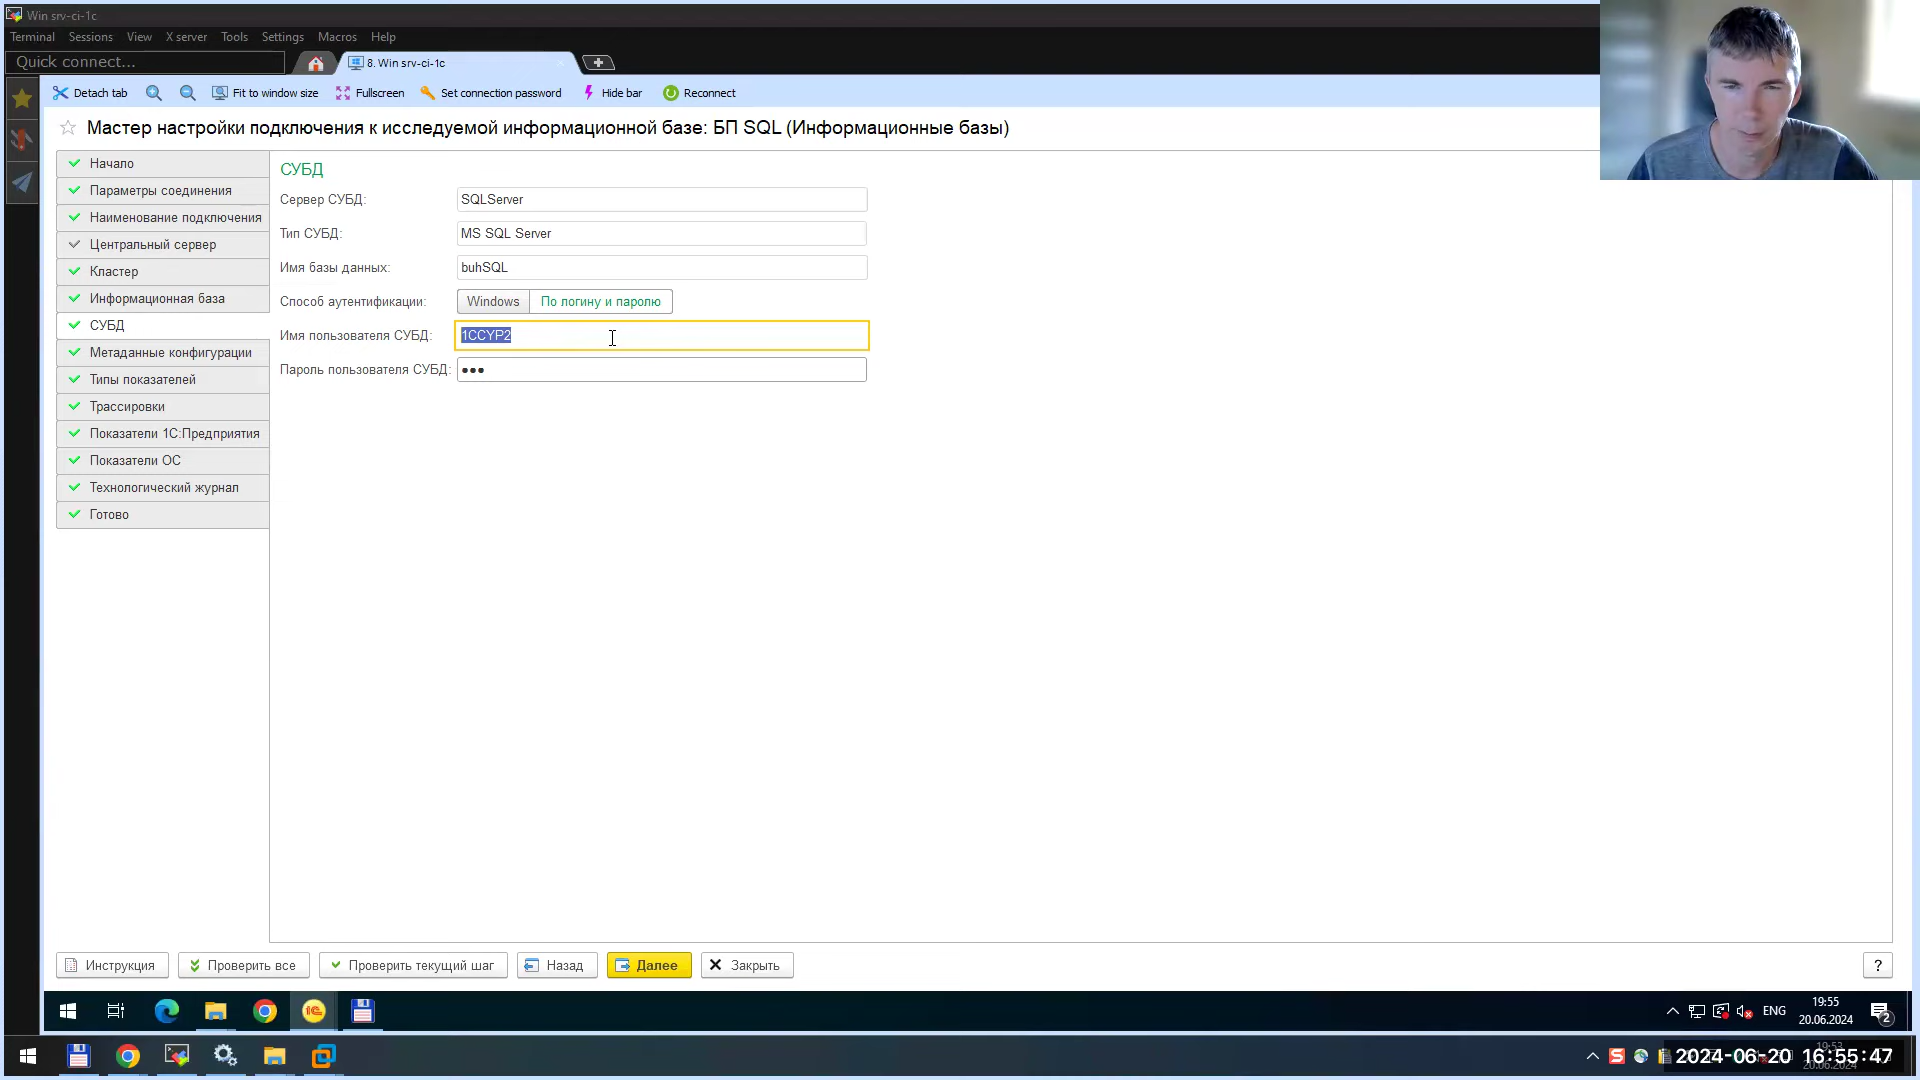 Win srv-ci-1c
Terminal Sessions View X server Tools Settings Macros Help
Quick connect...
8. Win srv-ci-1c
Detach tab Fit to window size Fullscreen Set connection password Hide bar Reconnect
Мастер настройки подключения к исследуемой информационной базе: БП SQL (Информационные базы)
Начало
Параметры соединения
Наименование подключения
Центральный сервер
Кластер
Информационная база
СУБД
Метаданные конфигурации
Типы показателей
Трассировки
Показатели 1С:Предприятия
Показатели ОС
Технологический журнал
Готово
СУБД
Сервер СУБД: SQLServer
Тип СУБД: MS SQL Server
Имя базы данных: buhSQL
Способ аутентификации: Windows По логину и паролю
Имя пользователя СУБД: 1CCYP2
Пароль пользователя СУБД: •••
Инструкция Проверить все Проверить текущий шаг Назад Далее Закрыть ?
ENG 19:55
20.06.2024 2
2024-06-20 16:55:47